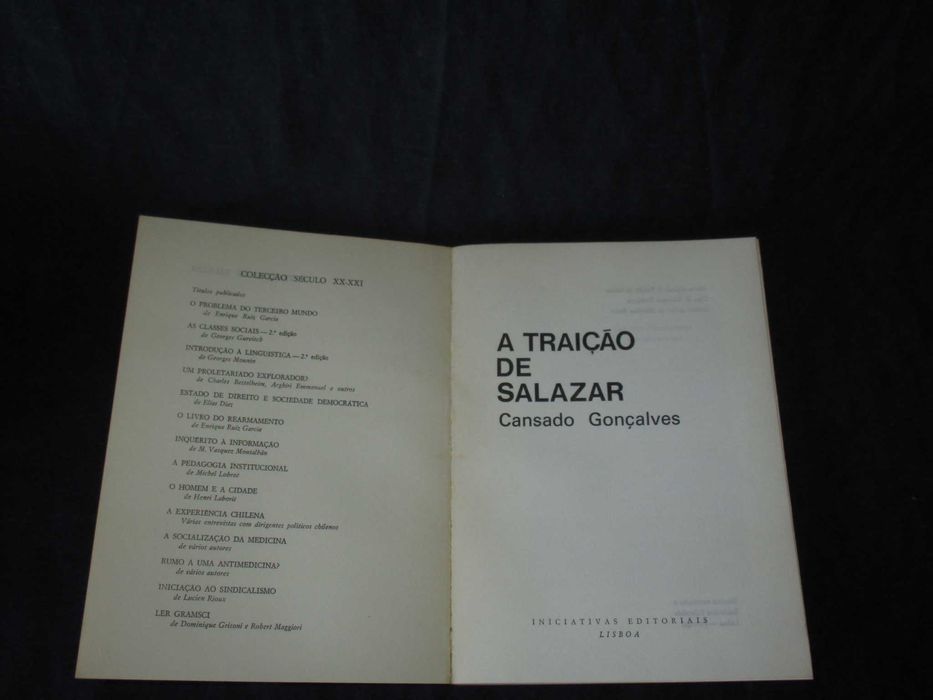 COLECÇÃO SÉCULO XX-XXI
Títulos publicados
O PROBLEMA DO TERCEIRO MUNDO
de Enrique Ruiz Garcia
AS CLASSES SOCIAIS — 2.ª edição
de Georges Gurvitch
INTRODUÇÃO À LINGUÍSTICA — 2.ª edição
de Georges Mounin
UM PROLETARIADO EXPLORADOR?
de Charles Bettelheim, Arghiri Emmanuel e outros
ESTADO DE DIREITO E SOCIEDADE DEMOCRÁTICA
de Elías Díaz
O LIVRO DO REARMAMENTO
de Enrique Ruiz Garcia
INQUÉRITO À INFORMAÇÃO
de M. Vasquez Montalbán
A PEDAGOGIA INSTITUCIONAL
de Michel Lobrot
O HOMEM E A CIDADE
de Henri Laborit
A EXPERIÊNCIA CHILENA
Várias entrevistas com dirigentes políticos chilenos
A SOCIALIZAÇÃO DA MEDICINA
de vários autores
RUMO A UMA ANTIMEDICINA?
de vários autores
INICIAÇÃO AO SINDICALISMO
de Lucien Rioux
LER GRAMSCI
de Dominique Grisoni e Robert Maggiori
A TRAIÇÃO
DE
SALAZAR
Cansado Gonçalves
INICIATIVAS EDITORIAIS
LISBOA